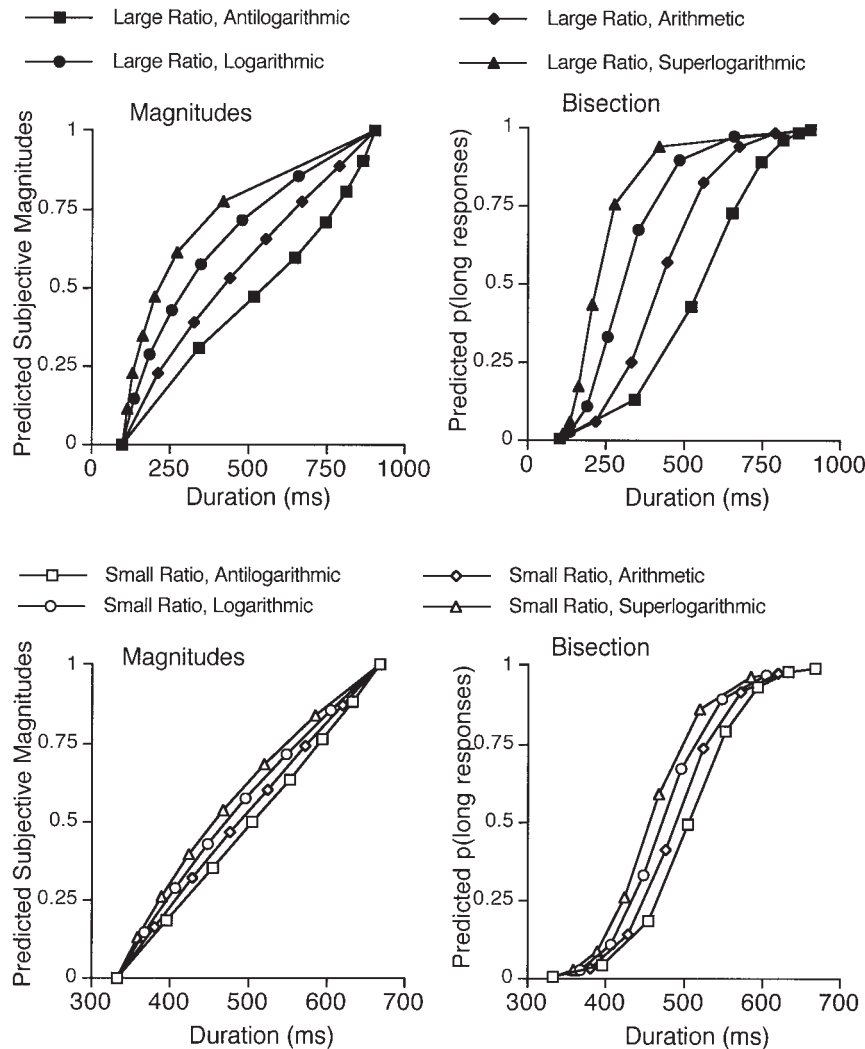 Large Ratio, Antilogarithmic
Large Ratio, Arithmetic
Large Ratio, Logarithmic
Large Ratio, Superlogarithmic
Magnitudes
Bisection
Predicted Subjective Magnitudes
1
0.75
0.5
0.25
0
0 250 500 750 1000
Duration (ms)
Predicted p(long responses)
1
0.75
0.5
0.25
0
0 250 500 750 1000
Duration (ms)
Small Ratio, Antilogarithmic
Small Ratio, Arithmetic
Small Ratio, Logarithmic
Small Ratio, Superlogarithmic
Magnitudes
Bisection
Predicted Subjective Magnitudes
1
0.75
0.5
0.25
0
300 400 500 600 700
Duration (ms)
Predicted p(long responses)
1
0.75
0.5
0.25
0
300 400 500 600 700
Duration (ms)